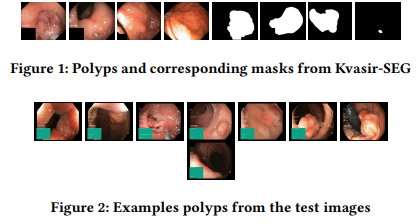 Figure 1: Polyps and corresponding masks from Kvasir-SEG
Figure 2: Examples polyps from the test images